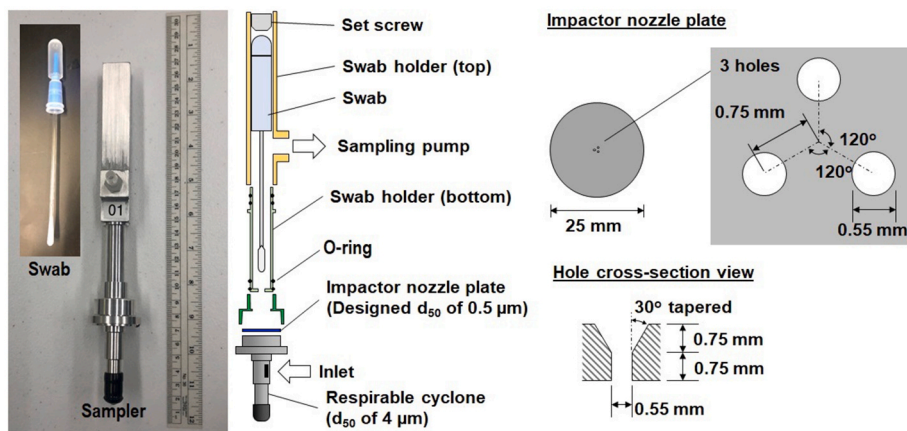 Swab
01
Sampler
Set screw
Swab holder (top)
Swab
Sampling pump
Swab holder (bottom)
O-ring
Impactor nozzle plate
(Designed d50 of 0.5 µm)
Inlet
Respirable cyclone
(d50 of 4 µm)
Impactor nozzle plate
3 holes
25 mm
0.75 mm
120o
120o
0.55 mm
Hole cross-section view
30o tapered
0.75 mm
0.75 mm
0.55 mm